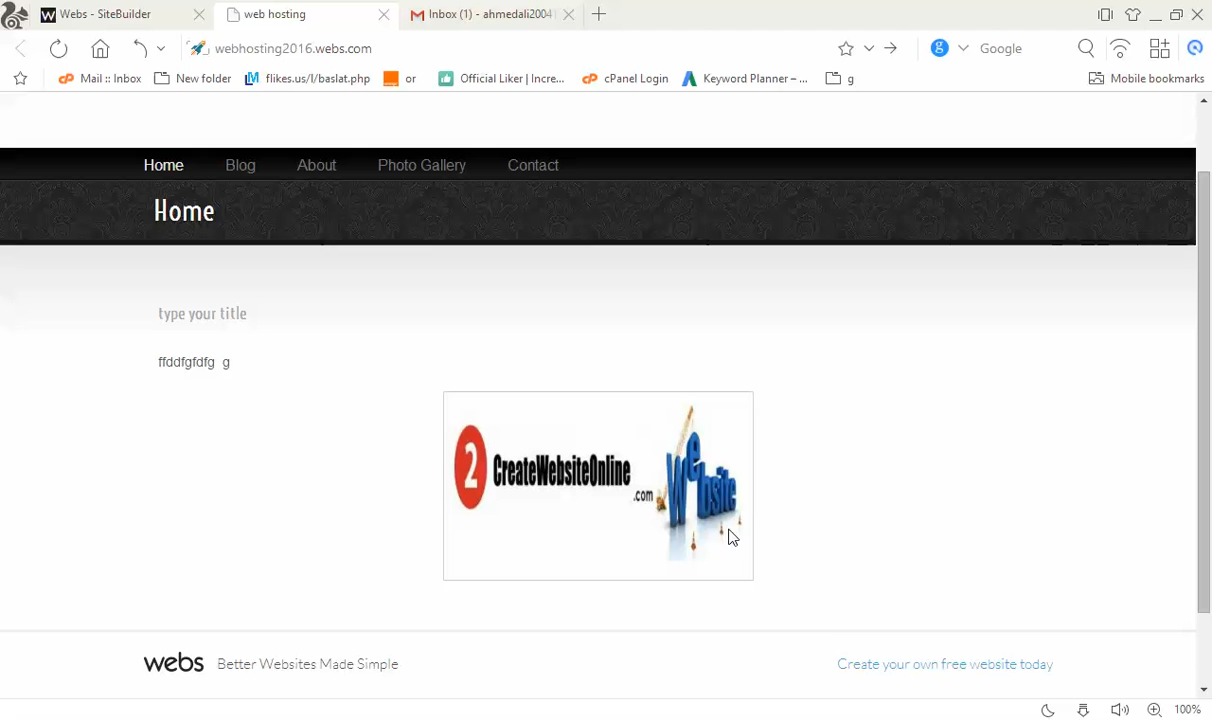 Webs - SiteBuilder
web hosting
Inbox (1) - ahmedali2004
webhosting2016.webs.com
Google
Mail :: Inbox
New folder
flikes.us/I/baslat.php
or
Official Liker | Incre...
cPanel Login
Keyword Planner – ...
g
Mobile bookmarks
Home
Blog
About
Photo Gallery
Contact
Home
type your title
ffddfgfdfg g
2 CreateWebsiteOnline
.com
Website
webs
Better Websites Made Simple
Create your own free website today
100%